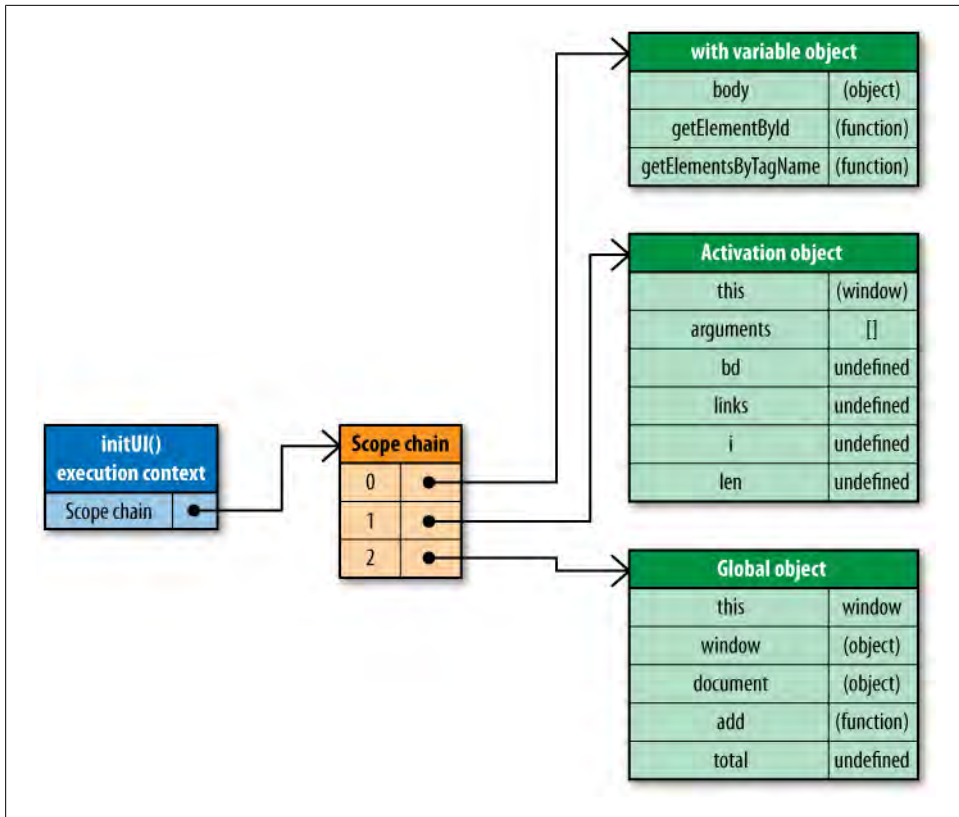 with variable object
body (object)
getElementById (function)
getElementsByTagName (function)
Activation object
this (window)
arguments []
bd undefined
links undefined
i undefined
len undefined
initUI()
execution context
Scope chain
Scope chain
0
1
2
Global object
this window
window (object)
document (object)
add (function)
total undefined